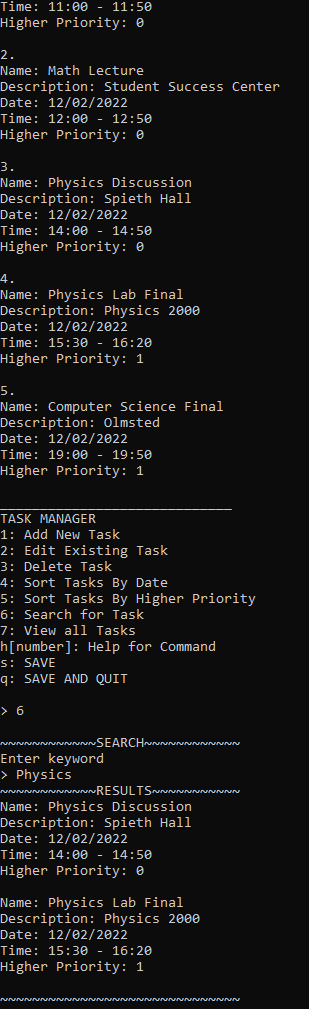 Time: 11:00 - 11:50
Higher Priority: 0
2.
Name: Math Lecture
Description: Student Success Center
Date: 12/02/2022
Time: 12:00 - 12:50
Higher Priority: 0
3.
Name: Physics Discussion
Description: Spieth Hall
Date: 12/02/2022
Time: 14:00 - 14:50
Higher Priority: 0
4.
Name: Physics Lab Final
Description: Physics 2000
Date: 12/02/2022
Time: 15:30 - 16:20
Higher Priority: 1
5.
Name: Computer Science Final
Description: Olmsted
Date: 12/02/2022
Time: 19:00 - 19:50
Higher Priority: 1
_____________________________
TASK MANAGER
1: Add New Task
2: Edit Existing Task
3: Delete Task
4: Sort Tasks By Date
5: Sort Tasks By Higher Priority
6: Search for Task
7: View all Tasks
h[number]: Help for Command
s: SAVE
q: SAVE AND QUIT
> 6
~~~~~~~~~~~~SEARCH~~~~~~~~~~~~
Enter keyword
> Physics
~~~~~~~~~~~~RESULTS~~~~~~~~~~~
Name: Physics Discussion
Description: Spieth Hall
Date: 12/02/2022
Time: 14:00 - 14:50
Higher Priority: 0
Name: Physics Lab Final
Description: Physics 2000
Date: 12/02/2022
Time: 15:30 - 16:20
Higher Priority: 1
~~~~~~~~~~~~~~~~~~~~~~~~~~~~~~